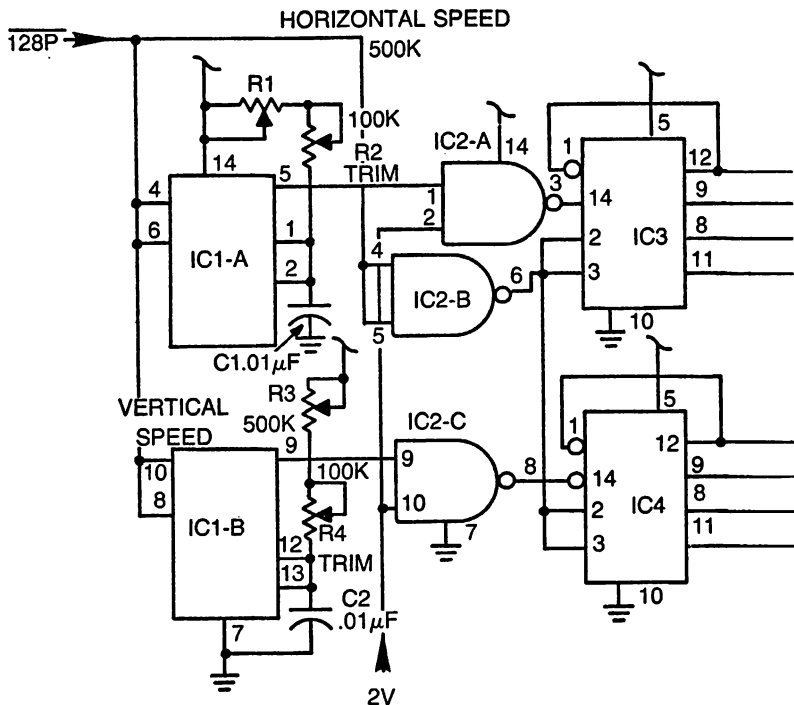 HORIZONTAL SPEED
128P
500K
R1
100K
IC2-A
5
14
14
5
R2
TRIM
1
12
3
1
14
9
4
2
2
8
6
1
IC1-A
IC3
4
6
3
11
2
IC2-B
5
10
C1.01μF
R3
5
VERTICAL
500K
IC2-C
1
SPEED
12
9
9
8
14
9
10
100K
8
10
2
8
IC1-B
R4
7
IC4
11
12
TRIM
3
13
C2
10
.01μF
7
2V